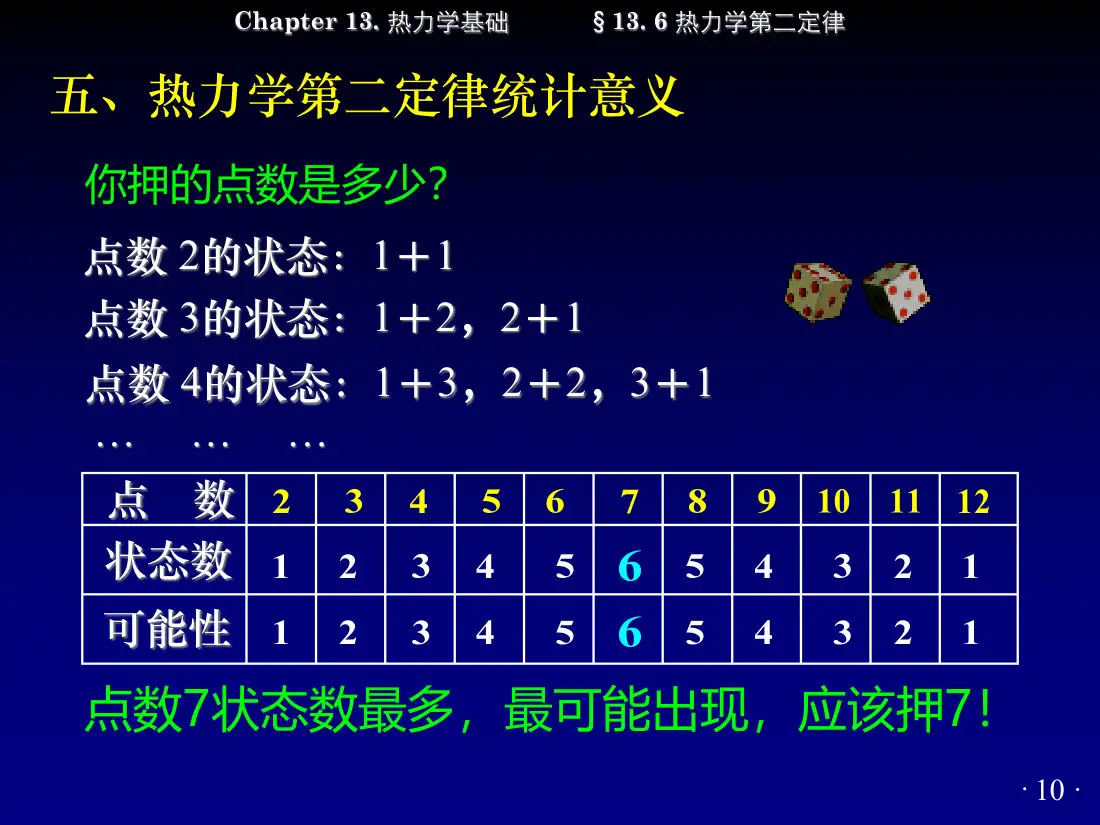 Chapter 13. 热力学基础 §13. 6 热力学第二定律
五、热力学第二定律统计意义
你押的点数是多少?
点数 2的状态：1＋1
点数 3的状态：1＋2，2＋1
点数 4的状态：1＋3，2＋2，3＋1
… … …
点 数 2 3 4 5 6 7 8 9 10 11 12
状态数 1 2 3 4 5 6 5 4 3 2 1
可能性 1 2 3 4 5 6 5 4 3 2 1
点数7状态数最多，最可能出现，应该押7！
· 10 ·